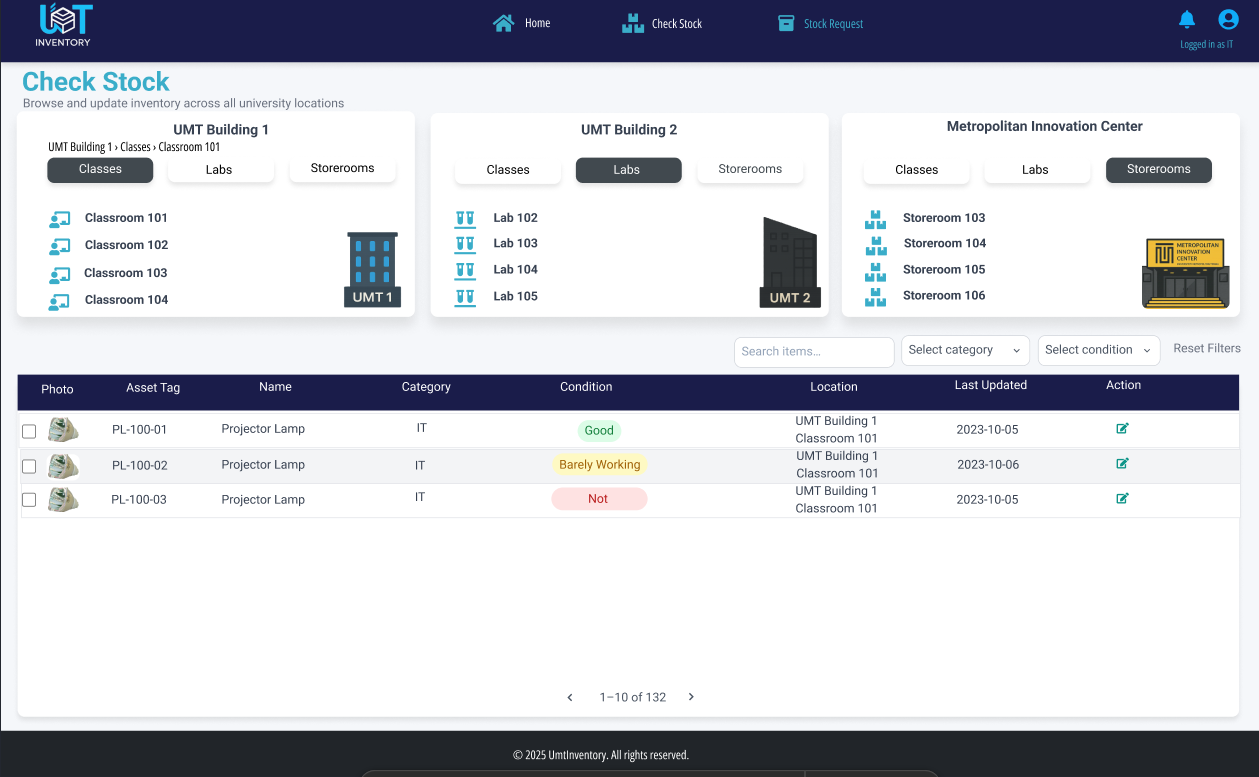 UMT
INVENTORY
Home
Check Stock
Stock Request
Logged in as IT
Check Stock
Browse and update inventory across all university locations
UMT Building 1
UMT Building 1 › Classes › Classroom 101
Classes
Labs
Storerooms
Classroom 101
Classroom 102
Classroom 103
Classroom 104
UMT 1
UMT Building 2
Classes
Labs
Storerooms
Lab 102
Lab 103
Lab 104
Lab 105
UMT 2
Metropolitan Innovation Center
Classes
Labs
Storerooms
Storeroom 103
Storeroom 104
Storeroom 105
Storeroom 106
METROPOLITAN
INNOVATION
CENTER
Search items...
Select category
Select condition
Reset Filters
Photo Asset Tag Name Category Condition Location Last Updated Action
PL-100-01 Projector Lamp IT Good UMT Building 1 2023-10-05
Classroom 101
PL-100-02 Projector Lamp IT Barely Working UMT Building 1 2023-10-06
Classroom 101
PL-100-03 Projector Lamp IT Not UMT Building 1 2023-10-05
Classroom 101
‹ 1–10 of 132 ›
© 2025 UmtInventory. All rights reserved.